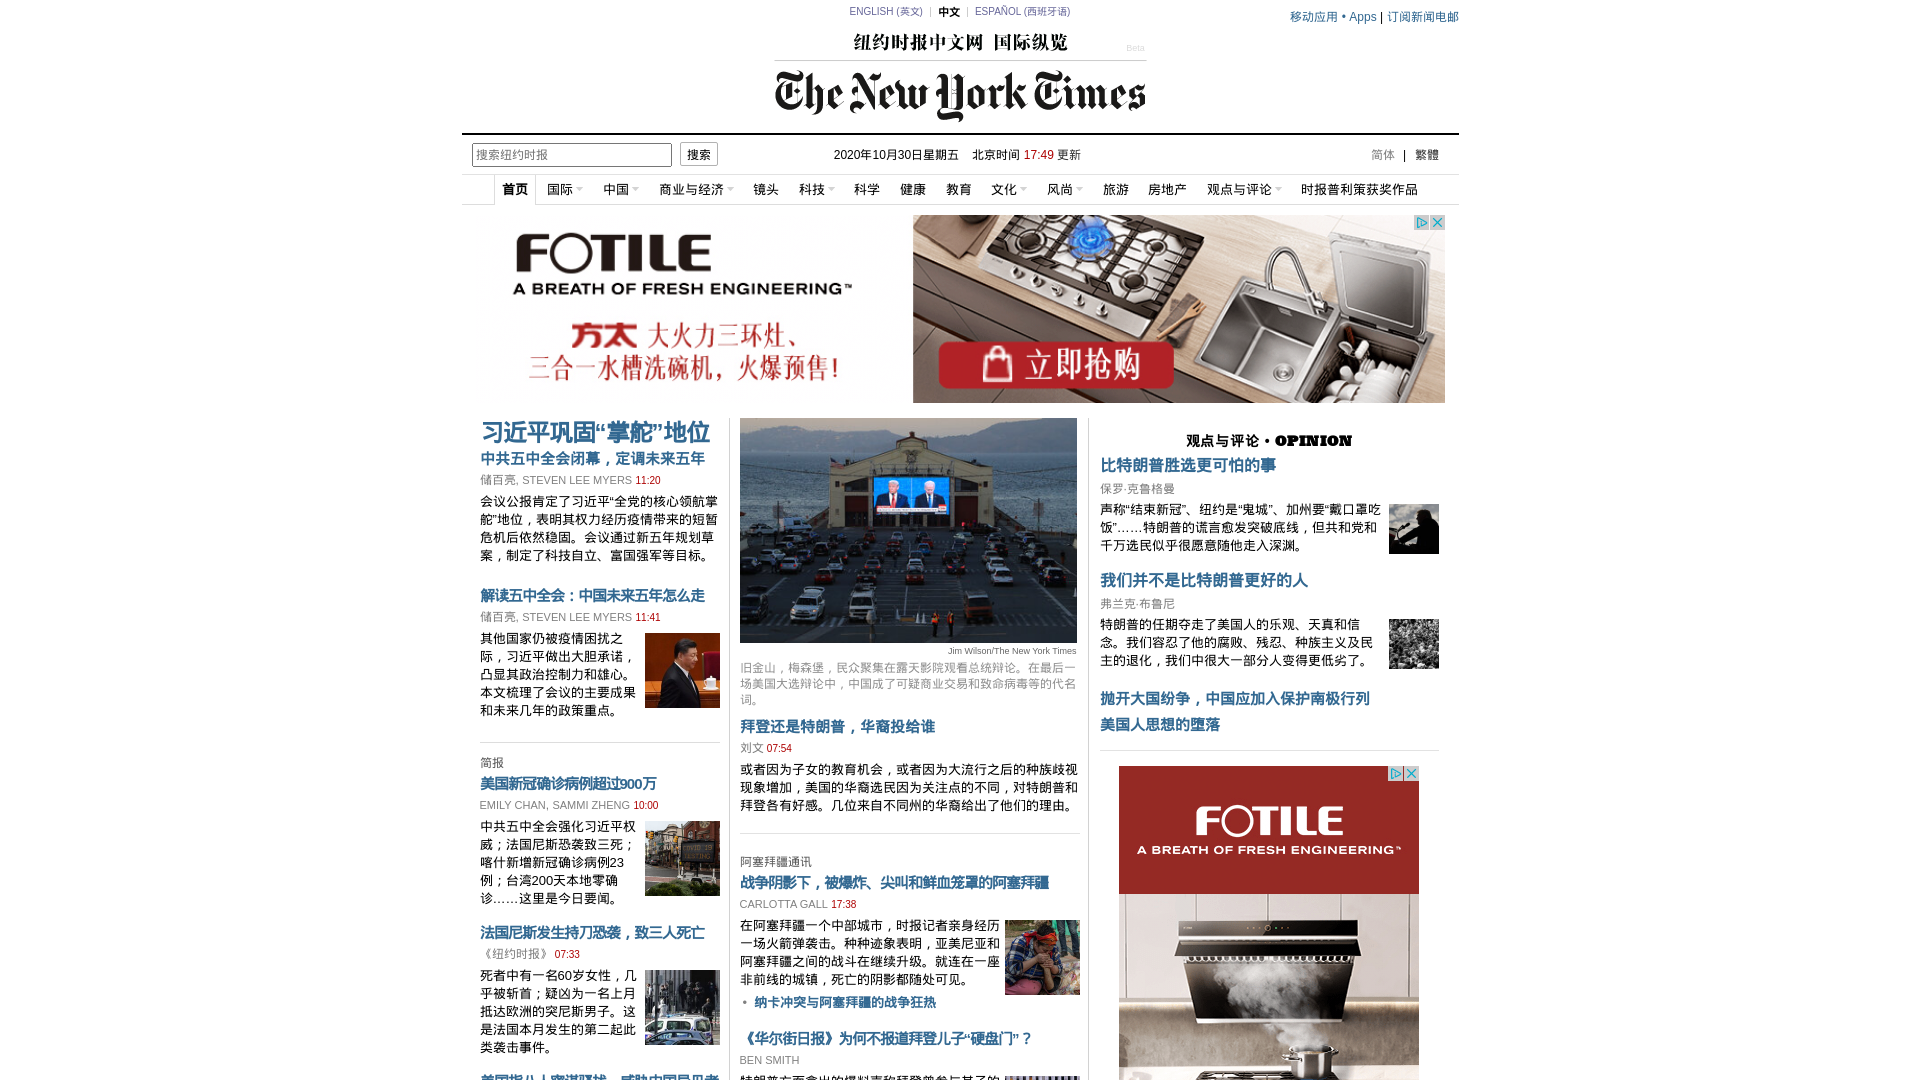 ENGLISH (英文) 中文 ESPAÑOL (西班牙语)
移动应用 • Apps | 订阅新闻电邮
纽约时报中文网 国际纵览
Beta
The New York Times
搜索纽约时报 搜索
2020年10月30日星期五 北京时间 17:49 更新
简体 | 繁體
首页 国际 中国 商业与经济 镜头 科技 科学 健康 教育 文化 风尚 旅游 房地产 观点与评论 时报普利策获奖作品
FOTILE
A BREATH OF FRESH ENGINEERING™
方太 大火力三环灶、
三合一水槽洗碗机，火爆预售！
立即抢购
习近平巩固“掌舵”地位
中共五中全会闭幕，定调未来五年
储百亮, STEVEN LEE MYERS 11:20
会议公报肯定了习近平“全党的核心领航掌
舵”地位，表明其权力经历疫情带来的短暂
危机后依然稳固。会议通过新五年规划草
案，制定了科技自立、富国强军等目标。
解读五中全会：中国未来五年怎么走
储百亮, STEVEN LEE MYERS 11:41
其他国家仍被疫情困扰之
际，习近平做出大胆承诺，
凸显其政治控制力和雄心。
本文梳理了会议的主要成果
和未来几年的政策重点。
简报
美国新冠确诊病例超过900万
EMILY CHAN, SAMMI ZHENG 10:00
中共五中全会强化习近平权
威；法国尼斯恐袭致三死；
喀什新增新冠确诊病例23
例；台湾200天本地零确
诊……这里是今日要闻。
法国尼斯发生持刀恐袭，致三人死亡
《纽约时报》 07:33
死者中有一名60岁女性，几
乎被斩首；疑凶为一名上月
抵达欧洲的突尼斯男子。这
是法国本月发生的第二起此
类袭击事件。
美国指八人密谋骚扰、威胁中国异见者
Jim Wilson/The New York Times
旧金山，梅森堡，民众聚集在露天影院观看总统辩论。在最后一
场美国大选辩论中，中国成了可疑商业交易和致命病毒等的代名
词。
拜登还是特朗普，华裔投给谁
刘文 07:54
或者因为子女的教育机会，或者因为大流行之后的种族歧视
现象增加，美国的华裔选民因为关注点的不同，对特朗普和
拜登各有好感。几位来自不同州的华裔给出了他们的理由。
阿塞拜疆通讯
战争阴影下，被爆炸、尖叫和鲜血笼罩的阿塞拜疆
CARLOTTA GALL 17:38
在阿塞拜疆一个中部城市，时报记者亲身经历
一场火箭弹袭击。种种迹象表明，亚美尼亚和
阿塞拜疆之间的战斗在继续升级。就连在一座
非前线的城镇，死亡的阴影都随处可见。
• 纳卡冲突与阿塞拜疆的战争狂热
《华尔街日报》为何不报道拜登儿子“硬盘门”？
BEN SMITH
特朗普方面拿出的爆料声称拜登曾参与其子的
观点与评论 • OPINION
比特朗普胜选更可怕的事
保罗·克鲁格曼
声称“结束新冠”、纽约是“鬼城”、加州要“戴口罩吃
饭”……特朗普的谎言愈发突破底线，但共和党和
千万选民似乎很愿意随他走入深渊。
我们并不是比特朗普更好的人
弗兰克·布鲁尼
特朗普的任期夺走了美国人的乐观、天真和信
念。我们容忍了他的腐败、残忍、种族主义及民
主的退化，我们中很大一部分人变得更低劣了。
抛开大国纷争，中国应加入保护南极行列
美国人思想的堕落
FOTILE
A BREATH OF FRESH ENGINEERING™